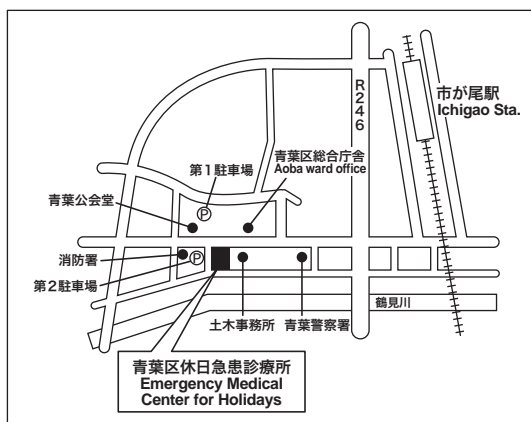 R246
市が尾駅
Ichigao Sta.
青葉区総合庁舎
Aoba ward office
第1駐車場
P
青葉公会堂
消防署
P
第2駐車場
土木事務所
青葉警察署
鶴見川
青葉区休日急患診療所
Emergency Medical
Center for Holidays